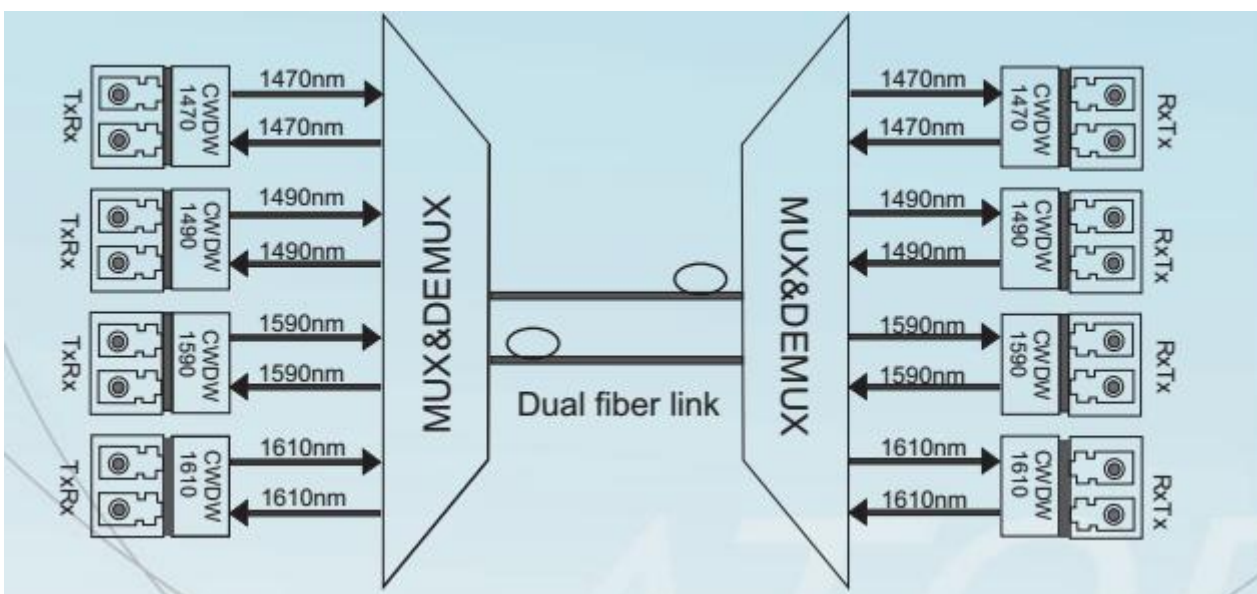 TxRx
CWDW
1470
1470nm
1470nm
TxRx
CWDW
1490
1490nm
1490nm
TxRx
CWDW
1590
1590nm
1590nm
TxRx
CWDW
1610
1610nm
1610nm
MUX&DEMUX
Dual fiber link
MUX&DEMUX
1470nm
1470nm
CWDW
1470
RxTx
1490nm
1490nm
CWDW
1490
RxTx
1590nm
1590nm
CWDW
1590
RxTx
1610nm
1610nm
CWDW
1610
RxTx